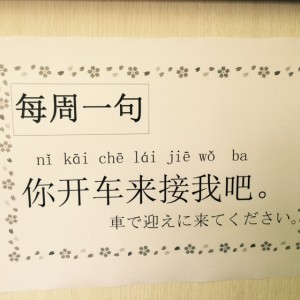 每周一句
nǐ kāi chē lái jiē wǒ ba
你开车来接我吧。
車で迎えに来てください。